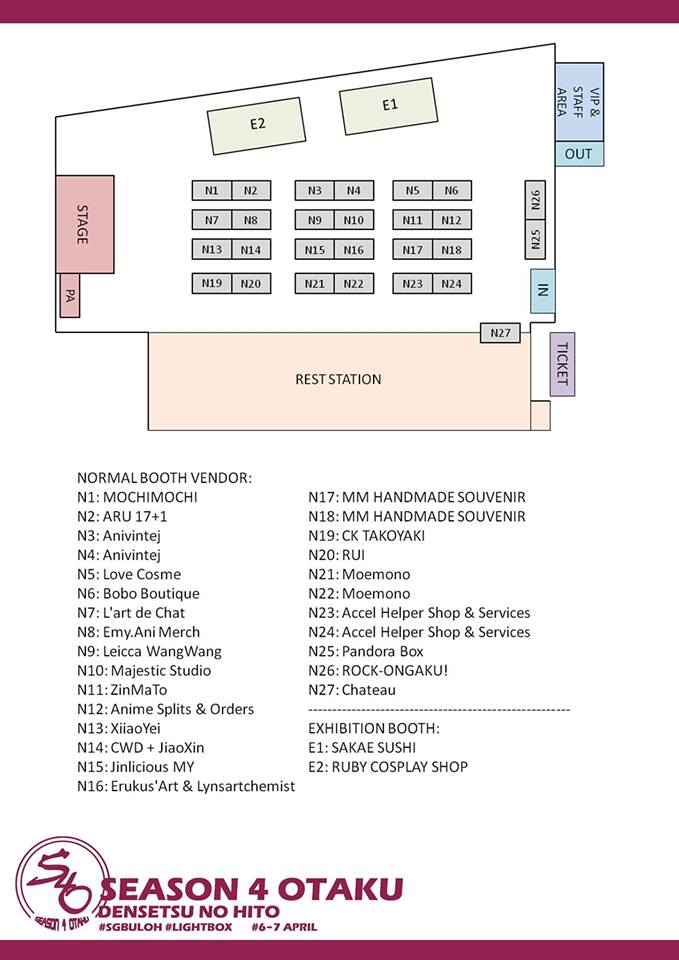 E2
E1
VIP &
STAFF
AREA
OUT
STAGE
PA
N1 N2 N3 N4 N5 N6
N7 N8 N9 N10 N11 N12
N13 N14 N15 N16 N17 N18
N19 N20 N21 N22 N23 N24
N26
N25
IN
N27
TICKET
REST STATION
NORMAL BOOTH VENDOR:
N1: MOCHIMOCHI
N2: ARU 17+1
N3: Anivintej
N4: Anivintej
N5: Love Cosme
N6: Bobo Boutique
N7: L'art de Chat
N8: Emy.Ani Merch
N9: Leicca WangWang
N10: Majestic Studio
N11: ZinMaTo
N12: Anime Splits & Orders
N13: XiiaoYei
N14: CWD + JiaoXin
N15: Jinlicious MY
N16: Erukus'Art & Lynsartchemist
N17: MM HANDMADE SOUVENIR
N18: MM HANDMADE SOUVENIR
N19: CK TAKOYAKI
N20: RUI
N21: Moemono
N22: Moemono
N23: Accel Helper Shop & Services
N24: Accel Helper Shop & Services
N25: Pandora Box
N26: ROCK-ONGAKU!
N27: Chateau
------------------------------------------------------
EXHIBITION BOOTH:
E1: SAKAE SUSHI
E2: RUBY COSPLAY SHOP
S4O
SEASON 4 OTAKU
SEASON 4 OTAKU
DENSETSU NO HITO
#SGBULOH #LIGHTBOX #6~7 APRIL